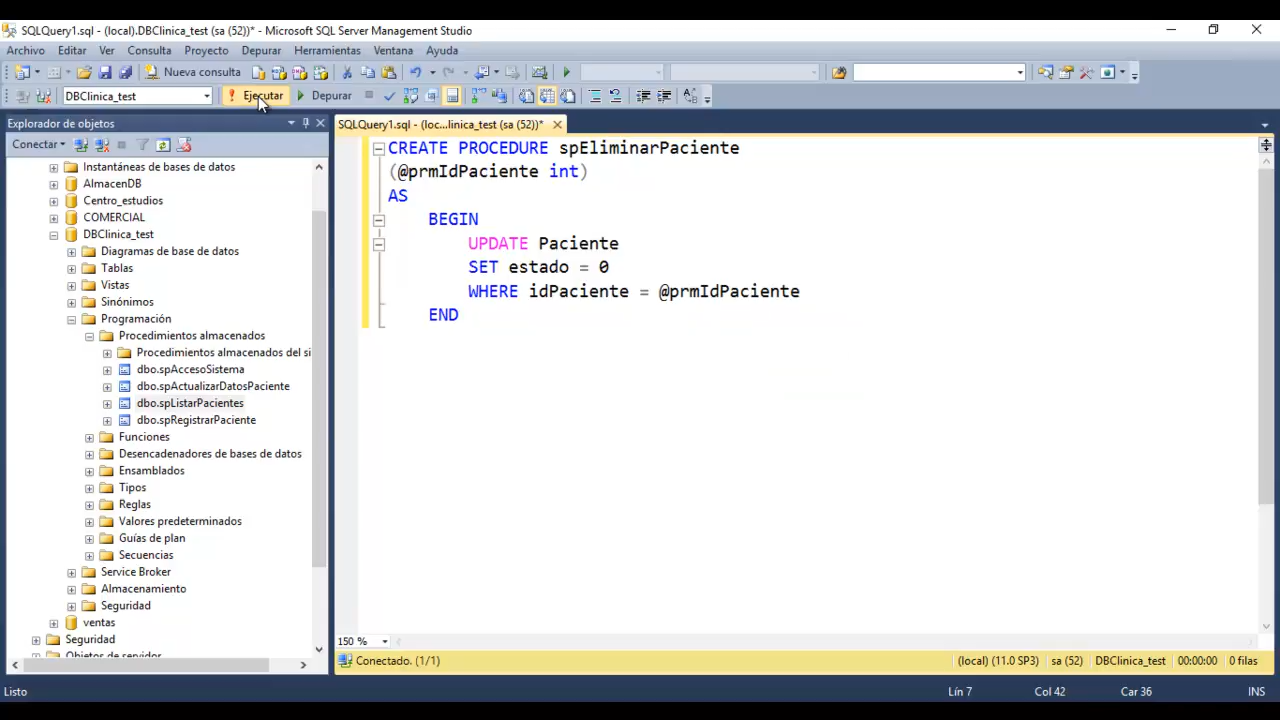 SQLQuery1.sql - (local).DBClinica_test (sa (52))* - Microsoft SQL Server Management Studio
Archivo Editar Ver Consulta Proyecto Depurar Herramientas Ventana Ayuda
Nueva consulta
DBClinica_test Ejecutar Depurar
Explorador de objetos
Conectar
Instantáneas de bases de datos
AlmacenDB
Centro_estudios
COMERCIAL
DBClinica_test
Diagramas de base de datos
Tablas
Vistas
Sinónimos
Programación
Procedimientos almacenados
Procedimientos almacenados del si
dbo.spAccesoSistema
dbo.spActualizarDatosPaciente
dbo.spListarPacientes
dbo.spRegistrarPaciente
Funciones
Desencadenadores de bases de datos
Ensamblados
Tipos
Reglas
Valores predeterminados
Guías de plan
Secuencias
Service Broker
Almacenamiento
Seguridad
ventas
Seguridad
Objetos de servidor
SQLQuery1.sql - (loc...linica_test (sa (52))*
CREATE PROCEDURE spEliminarPaciente
(@prmIdPaciente int)
AS
BEGIN
UPDATE Paciente
SET estado = 0
WHERE idPaciente = @prmIdPaciente
END
150 %
Conectado. (1/1) (local) (11.0 SP3) sa (52) DBClinica_test 00:00:00 0 filas
Listo Lín 7 Col 42 Car 36 INS